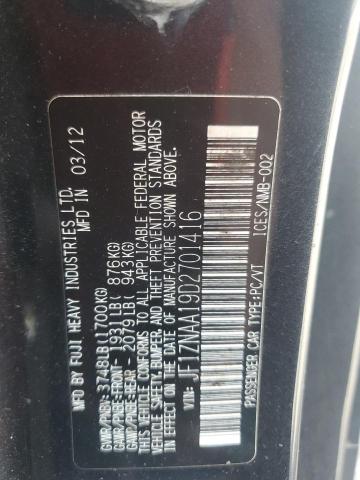 MFD BY FUJI HEAVY INDUSTRIES LTD.
MFD IN 03/12
GVWR/PNBV: 3748LB(1700KG)
GAWR/PNBE:FRONT- 1931LB( 876KG)
GAWR/PNBE:REAR - 2079LB( 943KG)
THIS VEHICLE CONFORMS TO ALL APPLICABLE FEDERAL MOTOR
VEHICLE SAFETY,BUMPER, AND THEFT PREVENTION STANDARDS
IN EFFECT ON THE DATE OF MANUFACTURE SHOWN ABOVE.
VIN: JF1ZNAA19D2701416
ICES/NMB-002
PASSENGER CAR TYPE:PC/VT